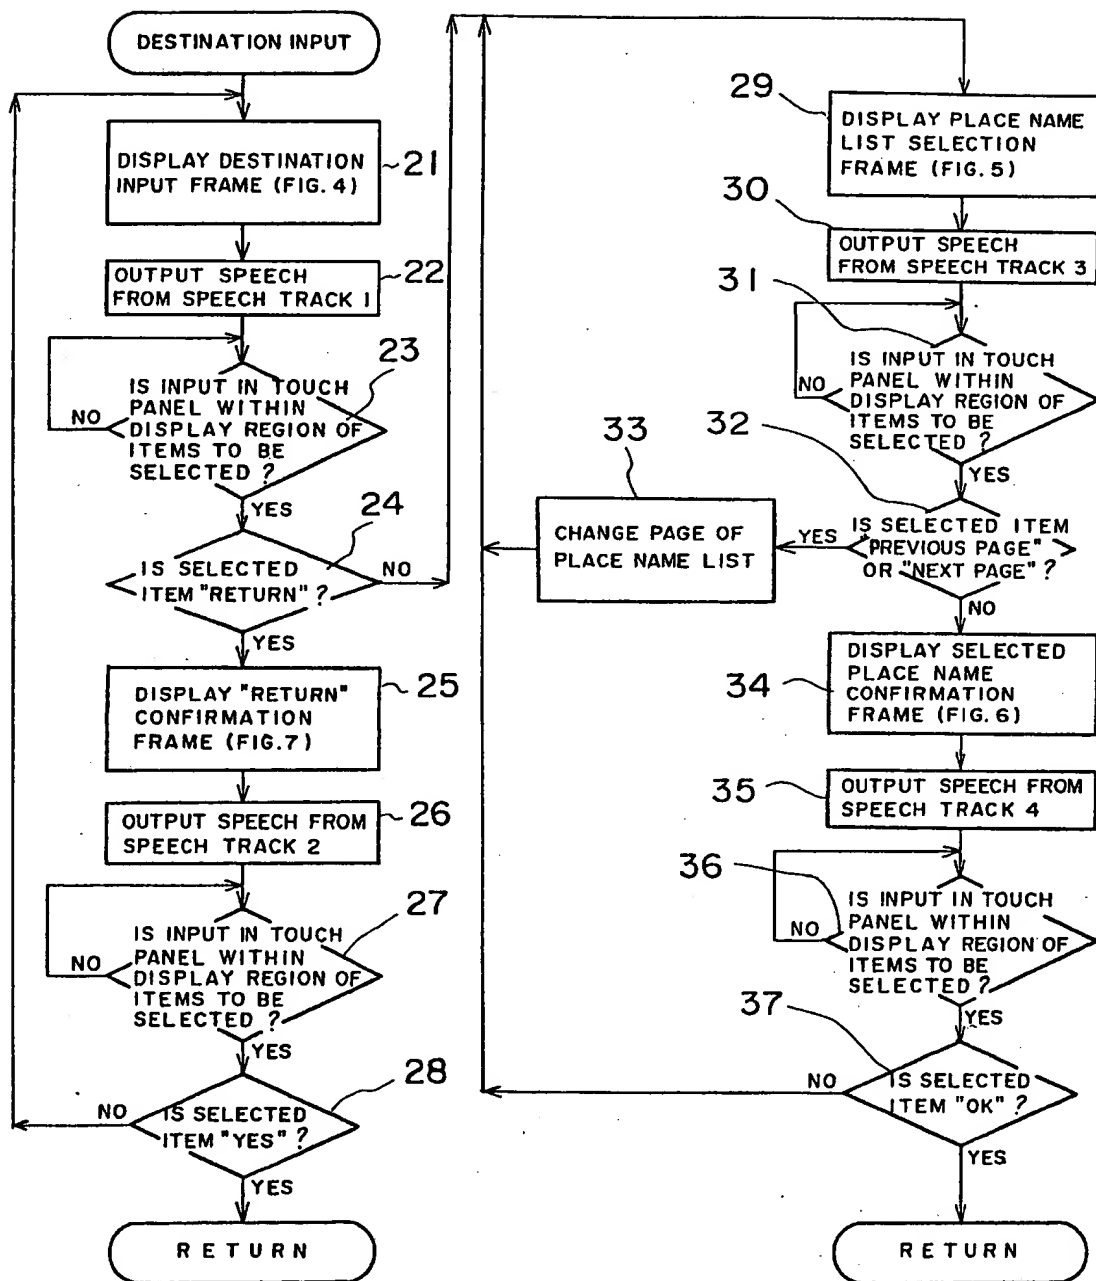 DESTINATION INPUT
21
DISPLAY DESTINATION
INPUT FRAME (FIG. 4)
22
OUTPUT SPEECH
FROM SPEECH TRACK 1
23
IS INPUT IN TOUCH
PANEL WITHIN
DISPLAY REGION OF
ITEMS TO BE
SELECTED ?
NO
YES
24
IS SELECTED
ITEM "RETURN" ?
NO
YES
25
DISPLAY "RETURN"
CONFIRMATION
FRAME (FIG. 7)
26
OUTPUT SPEECH FROM
SPEECH TRACK 2
27
IS INPUT IN TOUCH
PANEL WITHIN
DISPLAY REGION OF
ITEMS TO BE
SELECTED ?
NO
YES
28
IS SELECTED
ITEM "YES" ?
NO
YES
RETURN
29
DISPLAY PLACE NAME
LIST SELECTION
FRAME (FIG. 5)
30
OUTPUT SPEECH
FROM SPEECH TRACK 3
31
IS INPUT IN TOUCH
PANEL WITHIN
DISPLAY REGION OF
ITEMS TO BE
SELECTED ?
NO
YES
32
IS SELECTED ITEM
"PREVIOUS PAGE"
OR "NEXT PAGE" ?
YES
NO
33
CHANGE PAGE OF
PLACE NAME LIST
34
DISPLAY SELECTED
PLACE NAME
CONFIRMATION
FRAME (FIG. 6)
35
OUTPUT SPEECH FROM
SPEECH TRACK 4
36
IS INPUT IN TOUCH
PANEL WITHIN
DISPLAY REGION OF
ITEMS TO BE
SELECTED ?
NO
YES
37
IS SELECTED
ITEM "OK" ?
NO
YES
RETURN